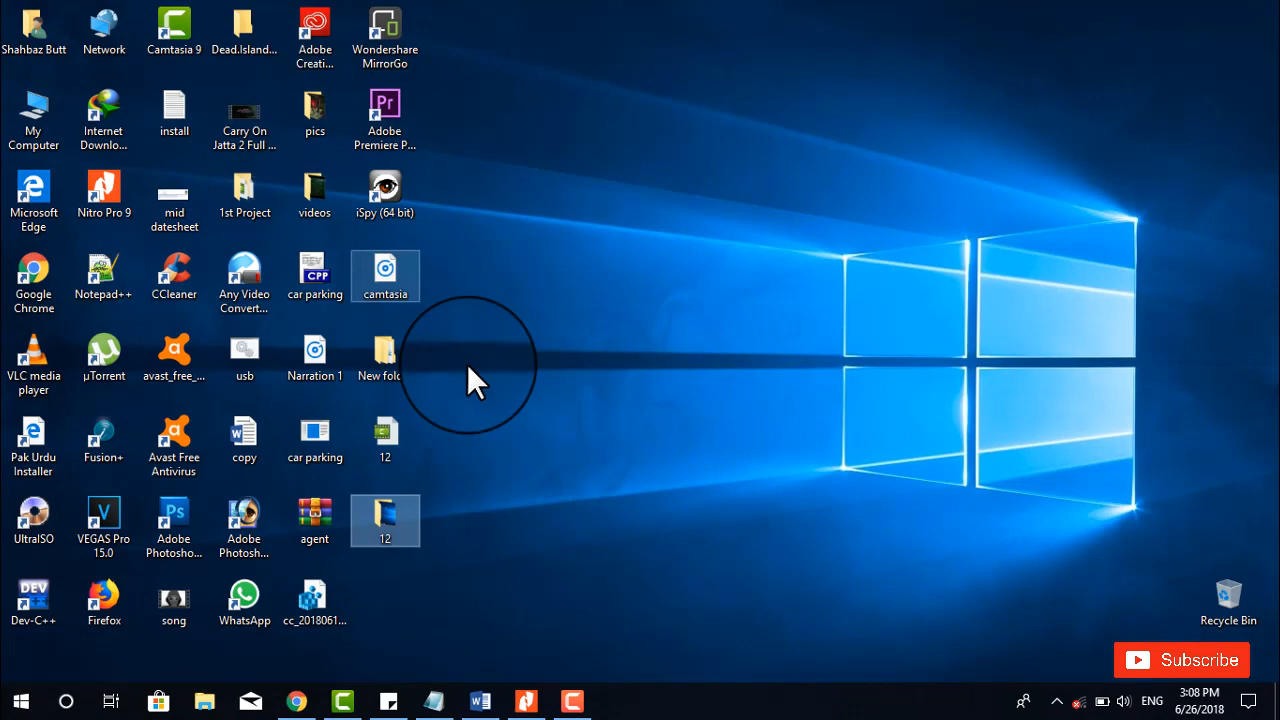 Shahbaz Butt
Network
Camtasia 9
Dead.Island...
Adobe
Creati...
Wondershare
MirrorGo
My
Computer
Internet
Downlo...
install
Carry On
Jatta 2 Full ...
pics
Pr
Adobe
Premiere P...
Microsoft
Edge
Nitro Pro 9
mid
datesheet
1st Project
videos
iSpy (64 bit)
Google
Chrome
Notepad++
CCleaner
Any Video
Convert...
CPP
car parking
camtasia
VLC media
player
µTorrent
avast_free_...
usb
Narration 1
New fold
Pak Urdu
Installer
Fusion+
Avast Free
Antivirus
copy
car parking
12
UltraISO
VEGAS Pro
15.0
Ps
Adobe
Photosho...
Adobe
Photosh...
agent
12
DEV
Dev-C++
Firefox
song
WhatsApp
cc_2018061...
Recycle Bin
Subscribe
ENG
3:08 PM
6/26/2018